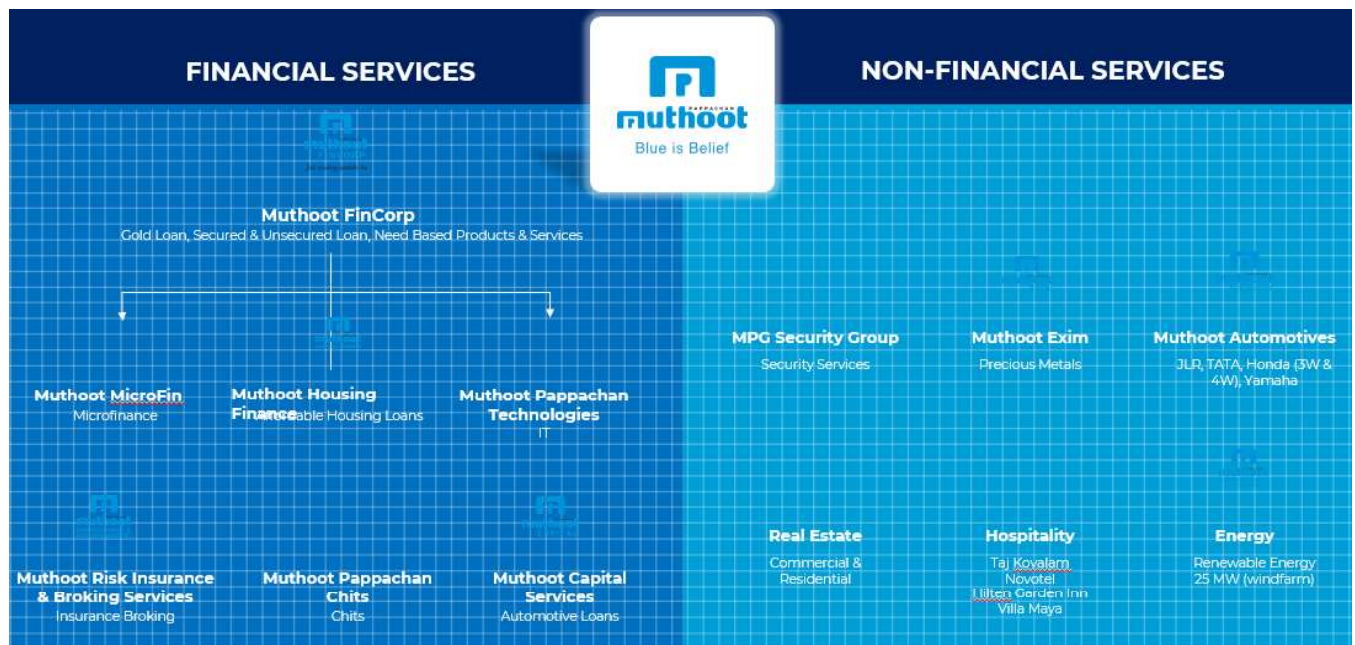 FINANCIAL SERVICES
NON-FINANCIAL SERVICES
PAPPACHAN
muthoot
Blue is Belief
Muthoot FinCorp
Gold Loan, Secured & Unsecured Loan, Need Based Products & Services
MPG Security Group
Security Services
Muthoot Exim
Precious Metals
Muthoot Automotives
JLR, TATA, Honda (3W &
4W), Yamaha
Muthoot MicroFin
Microfinance
Muthoot Housing
Finance
Affordable Housing Loans
Muthoot Pappachan
Technologies
IT
Real Estate
Commercial &
Residential
Hospitality
Taj Kovalam
Novotel
Garden Inn
Villa Maya
Energy
Renewable Energy
25 MW (windfarm)
Muthoot Risk Insurance
& Broking Services
Insurance Broking
Muthoot Pappachan
Chits
Chits
Muthoot Capital
Services
Automotive Loans